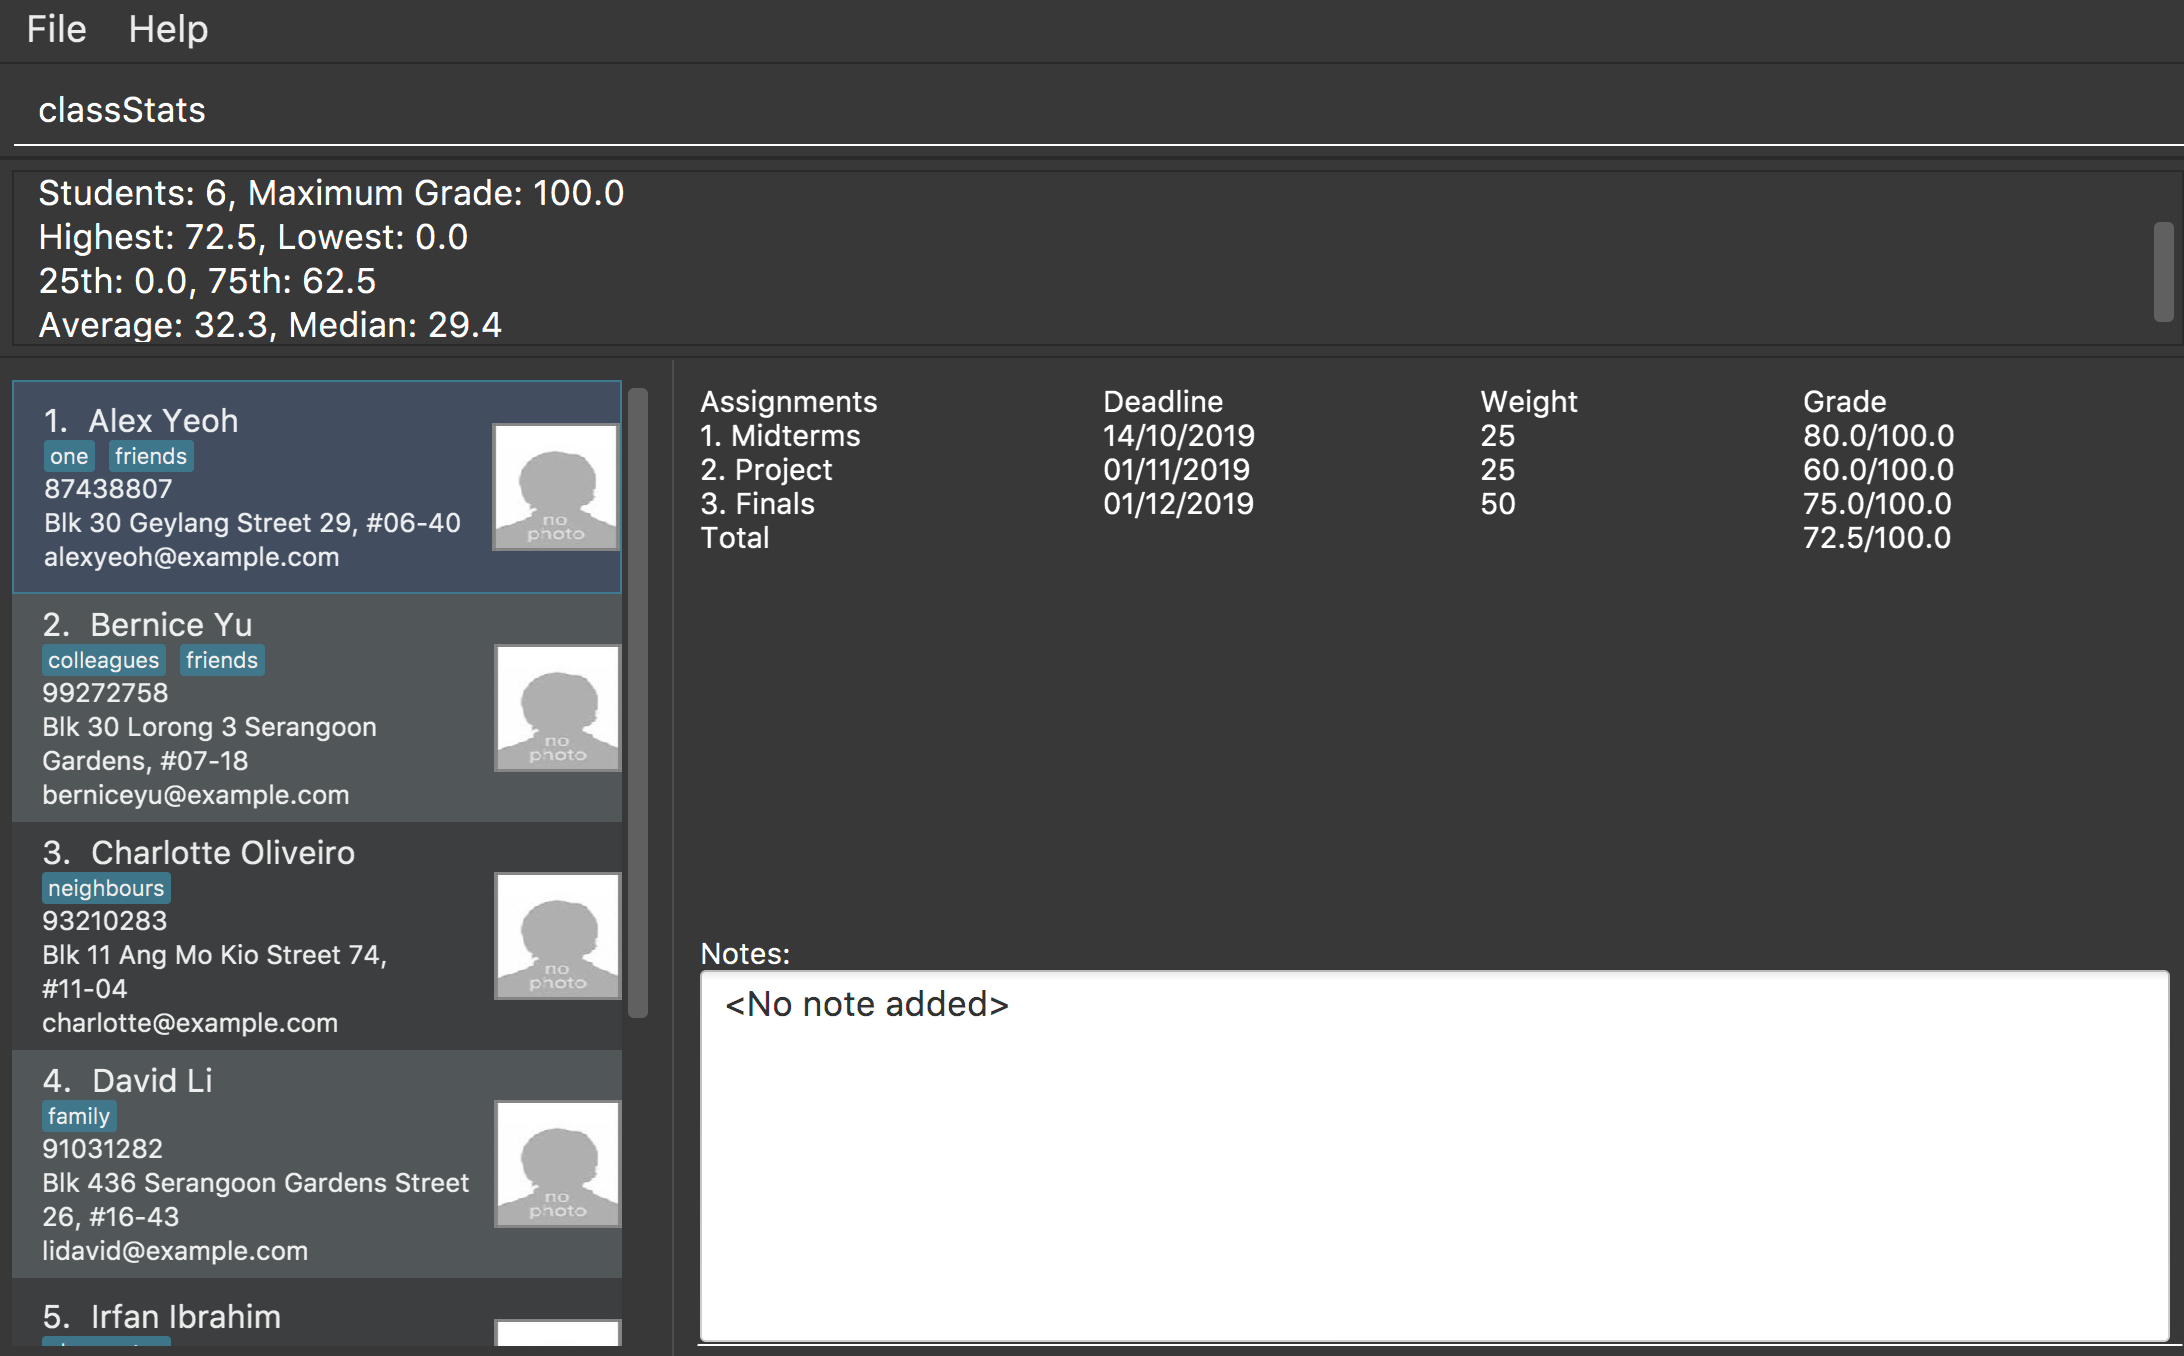 File Help
classStats
Students: 6, Maximum Grade: 100.0
Highest: 72.5, Lowest: 0.0
25th: 0.0, 75th: 62.5
Average: 32.3, Median: 29.4
1. Alex Yeoh
one friends
87438807
Blk 30 Geylang Street 29, #06-40
alexyeoh@example.com
no
photo
2. Bernice Yu
colleagues friends
99272758
Blk 30 Lorong 3 Serangoon
Gardens, #07-18
berniceyu@example.com
no
photo
3. Charlotte Oliveiro
neighbours
93210283
Blk 11 Ang Mo Kio Street 74,
#11-04
charlotte@example.com
no
photo
4. David Li
family
91031282
Blk 436 Serangoon Gardens Street
26, #16-43
lidavid@example.com
no
photo
5. Irfan Ibrahim
Assignments Deadline Weight Grade
1. Midterms 14/10/2019 25 80.0/100.0
2. Project 01/11/2019 25 60.0/100.0
3. Finals 01/12/2019 50 75.0/100.0
Total 72.5/100.0
Notes:
<No note added>